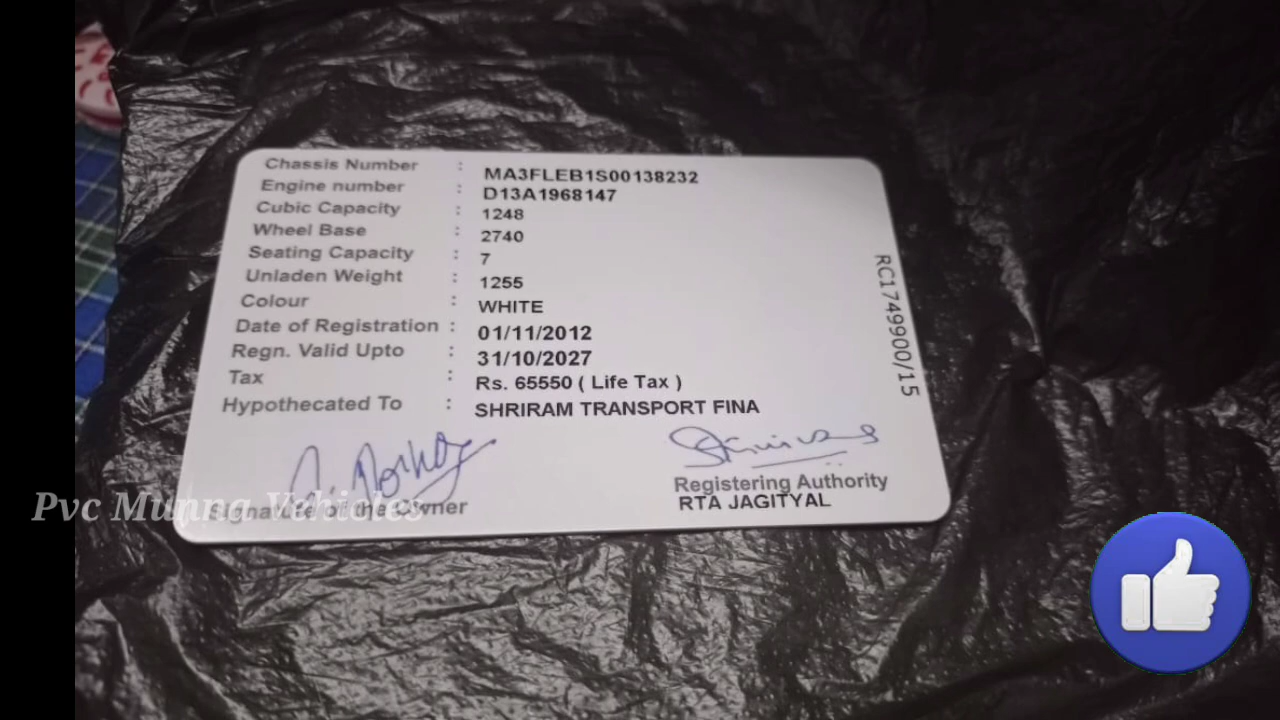 Chassis Number : MA3FLEB1S00138232
Engine number : D13A1968147
Cubic Capacity : 1248
Wheel Base : 2740
Seating Capacity : 7
Unladen Weight : 1255
Colour : WHITE
Date of Registration : 01/11/2012
Regn. Valid Upto : 31/10/2027
Tax : Rs. 65550 ( Life Tax )
Hypothecated To : SHRIRAM TRANSPORT FINA
Signature of the Owner
Registering Authority
RTA JAGITYAL
RC1749900/15
Pvc Munna Vehicles